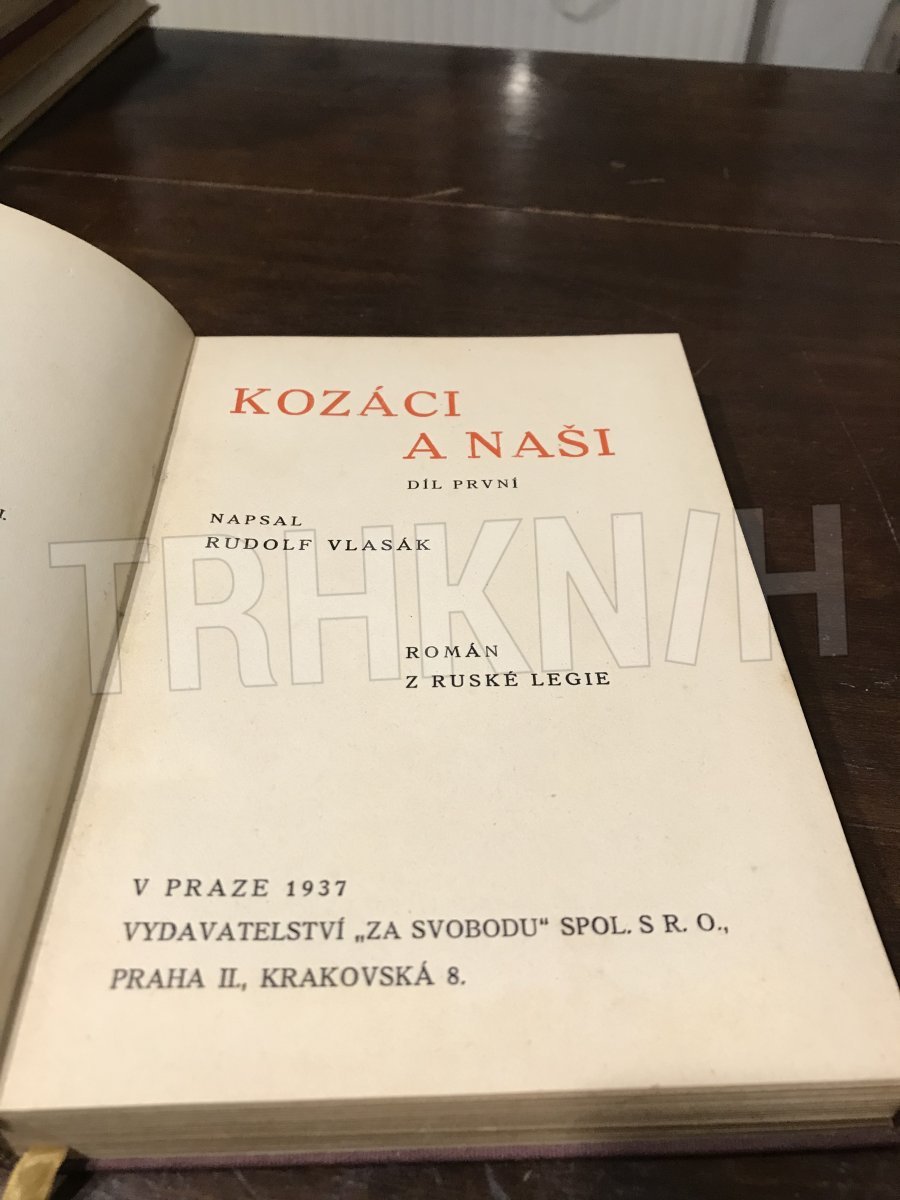 KOZÁCI
A NAŠI
DÍL PRVNÍ
NAPSAL
RUDOLF VLASÁK
TRHKNIH
ROMÁN
Z RUSKÉ LEGIE
V PRAZE 1937
VYDAVATELSTVÍ „ZA SVOBODU“ SPOL. S R. O.,
PRAHA II., KRAKOVSKÁ 8.